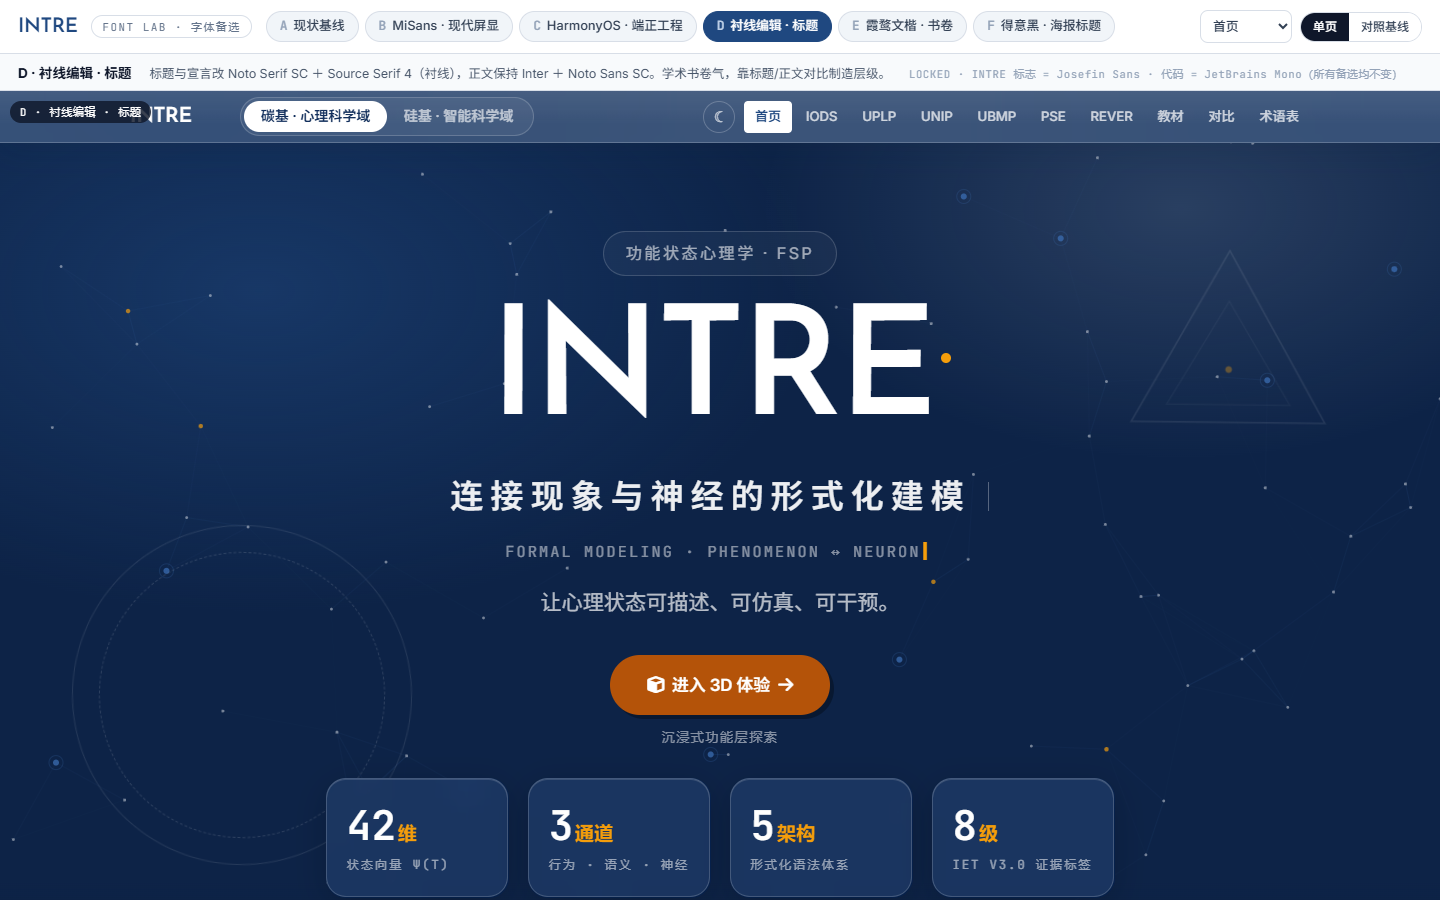 INTRE FONT LAB · 字体备选 A 现状基线 B MiSans · 现代屏显 C HarmonyOS · 端正工程 D 衬线编辑 · 标题 E 霞鹜文楷 · 书卷 F 得意黑 · 海报标题 首页 单页 对照基线
D · 衬线编辑 · 标题 标题与宣言改 Noto Serif SC ＋ Source Serif 4（衬线），正文保持 Inter ＋ Noto Sans SC。学术书卷气，靠标题/正文对比制造层级。 LOCKED · INTRE 标志 = Josefin Sans · 代码 = JetBrains Mono (所有备选均不变)
D · 衬线编辑 · 标题 INTRE 碳基 · 心理科学域 硅基 · 智能科学域 首页 IODS UPLP UNIP UBMP PSE REVER 教材 对比 术语表
功能状态心理学 · FSP
INTRE
连接现象与神经的形式化建模
FORMAL MODELING · PHENOMENON ↔ NEURON
让心理状态可描述、可仿真、可干预。
进入 3D 体验 →
沉浸式功能层探索
42维 3通道 5架构 8级
状态向量 Ψ(T) 行为 · 语义 · 神经 形式化语法体系 IET V3.0 证据标签